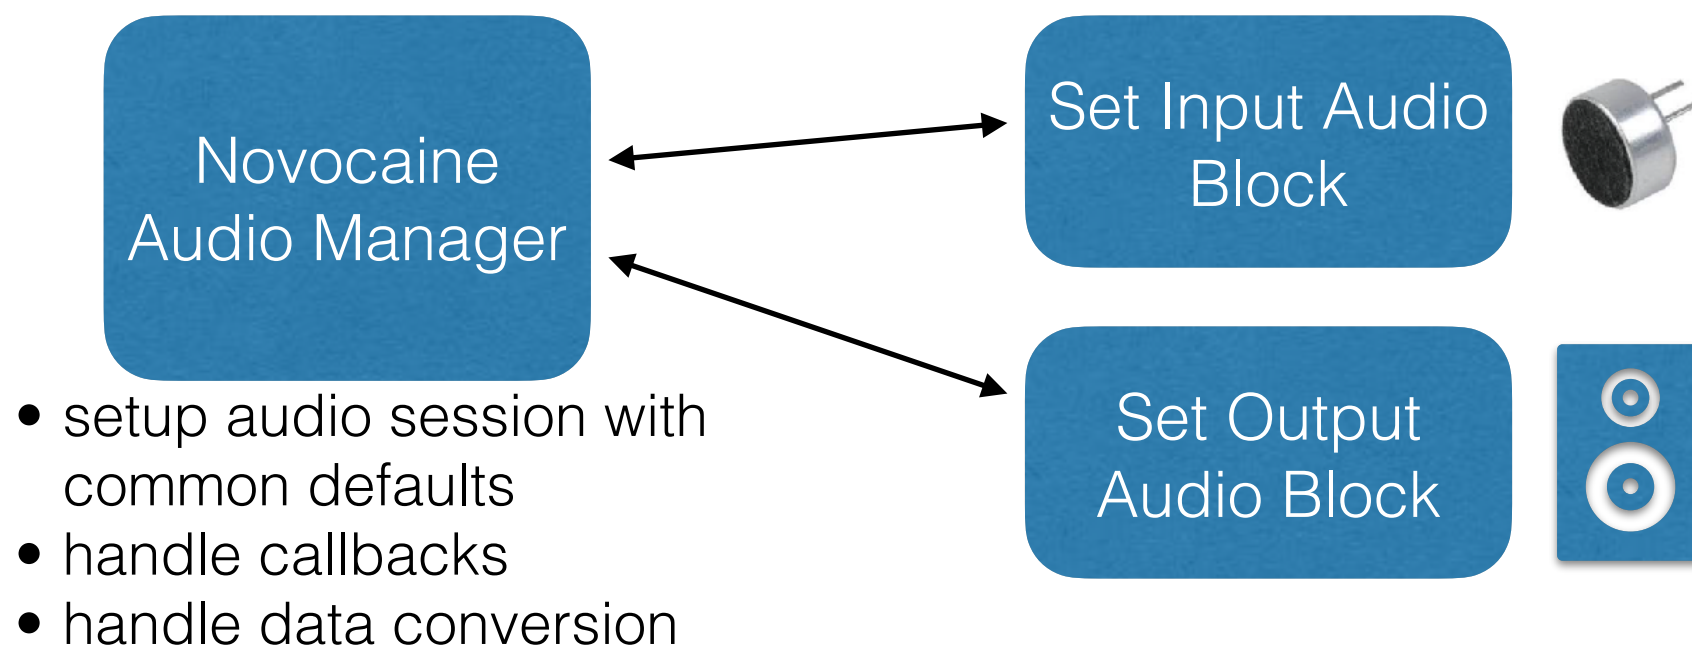 Novocaine
Audio Manager
Set Input Audio
Block
Set Output
Audio Block
• setup audio session with
common defaults
• handle callbacks
• handle data conversion